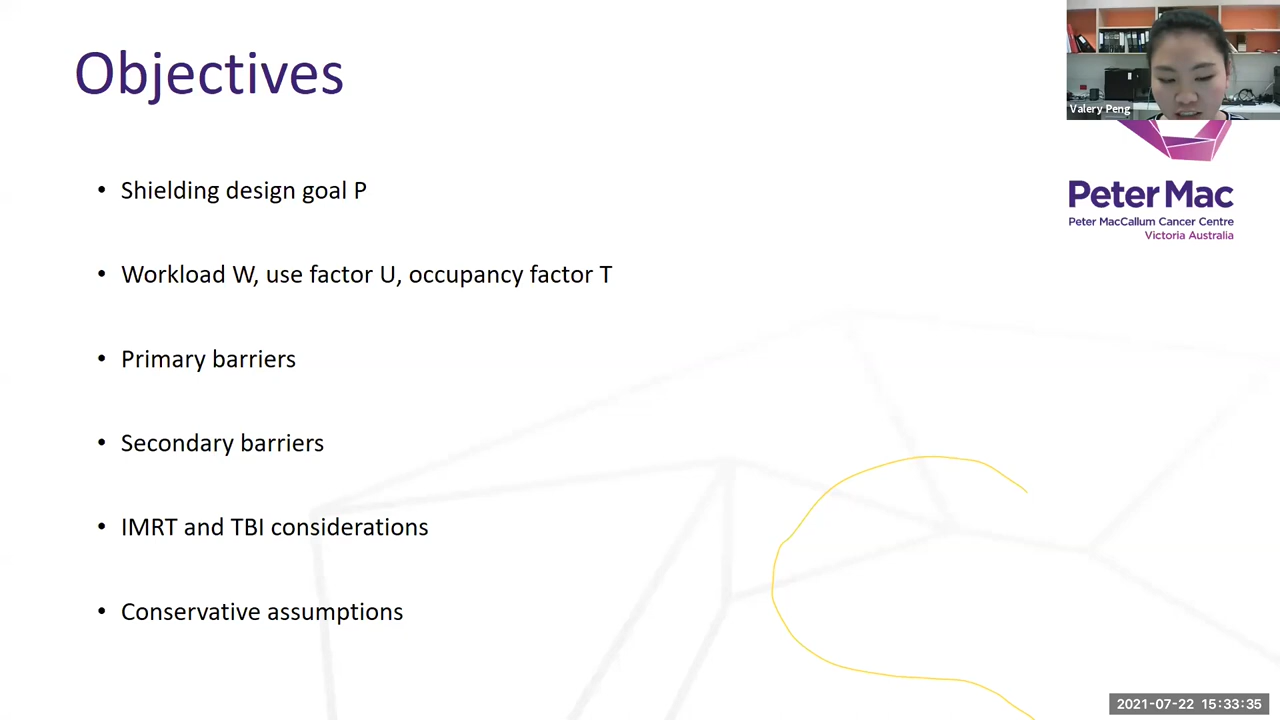 Objectives
Valery Peng
Peter Mac
Peter MacCallum Cancer Centre
Victoria Australia
• Shielding design goal P
• Workload W, use factor U, occupancy factor T
• Primary barriers
• Secondary barriers
• IMRT and TBI considerations
• Conservative assumptions
2021-07-22 15:33:35